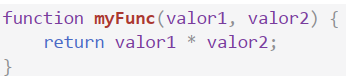 function myFunc(valor1, valor2) {
    return valor1 * valor2;
}